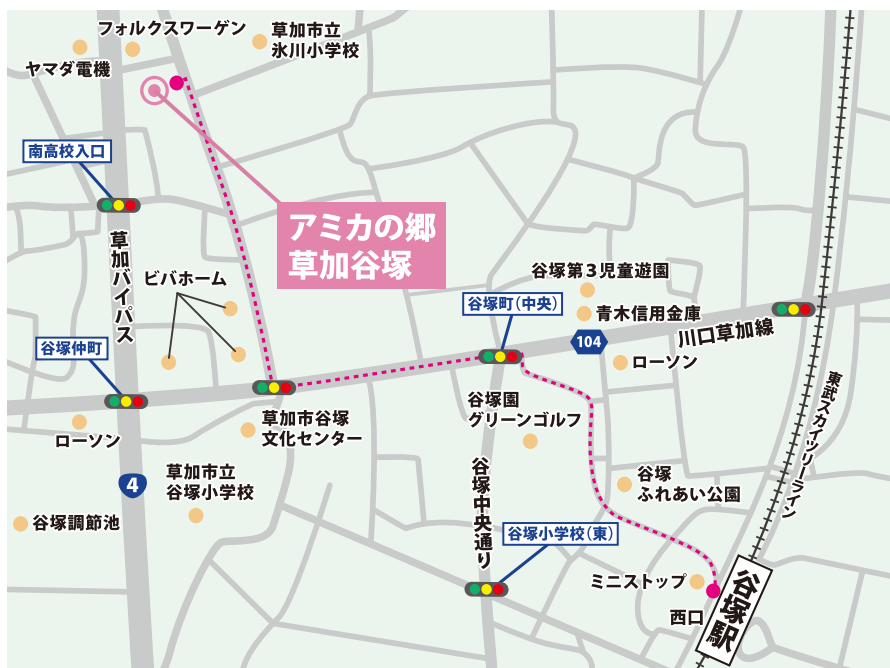 フォルクスワーゲン
草加市立
氷川小学校
ヤマダ電機
南高校入口
アミカの郷
草加谷塚
草加バイパス
ビバホーム
谷塚第3児童遊園
谷塚町(中央)
青木信用金庫
104
川口草加線
谷塚仲町
ローソン
東武スカイツリーライン
谷塚園
グリーンゴルフ
草加市谷塚
文化センター
ローソン
草加市立
谷塚小学校
4
谷塚中央通り
谷塚
ふれあい公園
谷塚調節池
谷塚小学校(東)
ミニストップ
西口
谷塚駅